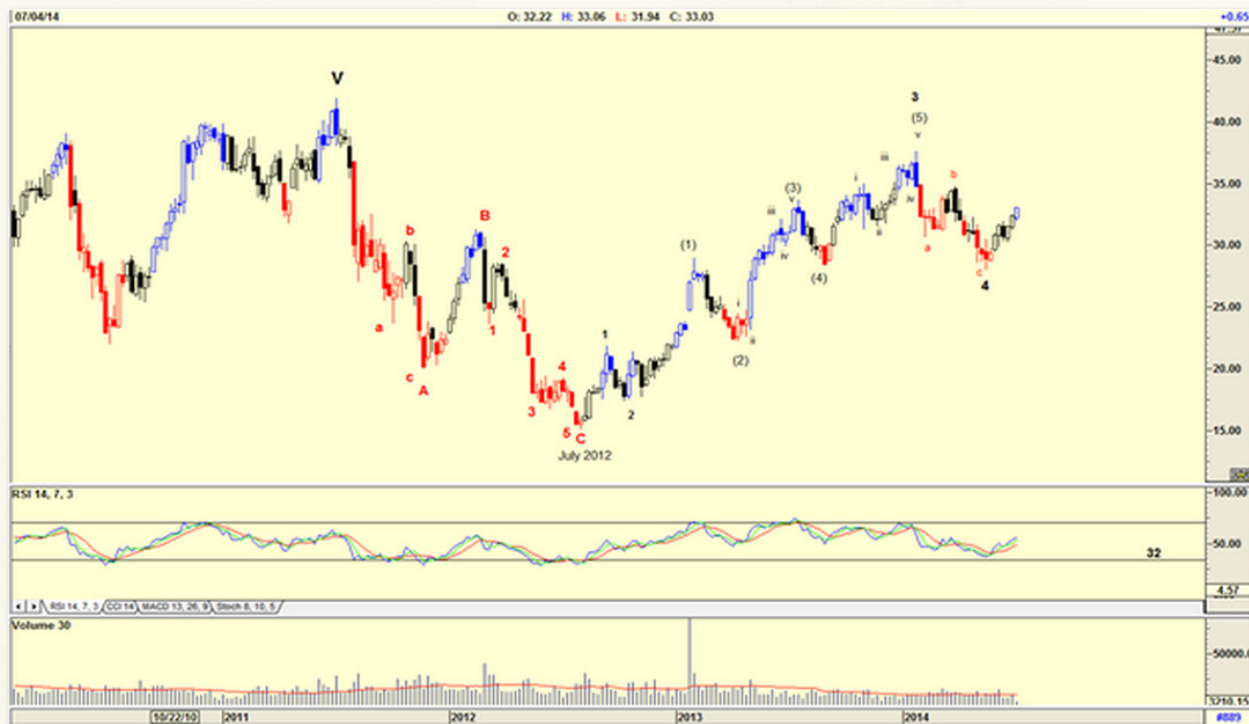 07/04/14 O: 32.22 H: 33.06 L: 31.94 C: 33.03 +0.65
45.00
V
40.00
3
(5)
v
iii
i
b
35.00
(3)
v
iii
iv
ii
iv
B
b
2
(1)
30.00
(4)
a
c
4
25.00
a
1
i
ii
(2)
1
20.00
c
A
4
3
2
5
C
15.00
July 2012
RSI 14, 7, 3
100.00
50.00
32
4.57
RSI 14, 7, 3 CCI 14 MACD 13, 26, 9 Stoch 8, 10, 5
Volume 30
50000.0
3210.15
10/22/10 2011 2012 2013 2014 #889